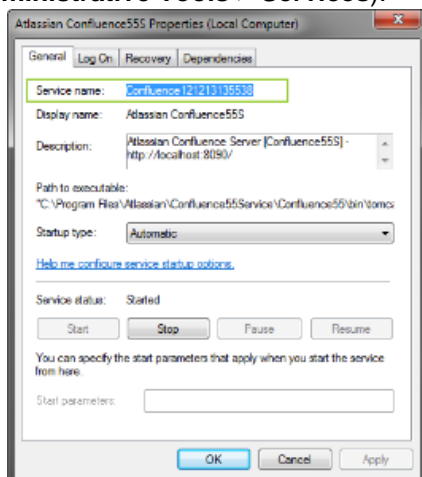 ministrative Tools > Services).
Atlassian Confluence55S Properties (Local Computer)
General Log On Recovery Dependencies
Service name: Confluence121213135538
Display name: Atlassian Confluence55S
Description: Atlassian Confluence Server [Confluence55S] -
http://localhost:8090/
Path to executable:
"C:\Program Files\Atlassian\Confluence55Service\Confluence55\bin\tomca
Startup type: Automatic
Help me configure service startup options.
Service status: Started
Start Stop Pause Resume
You can specify the start parameters that apply when you start the service
from here.
Start parameters:
OK Cancel Apply